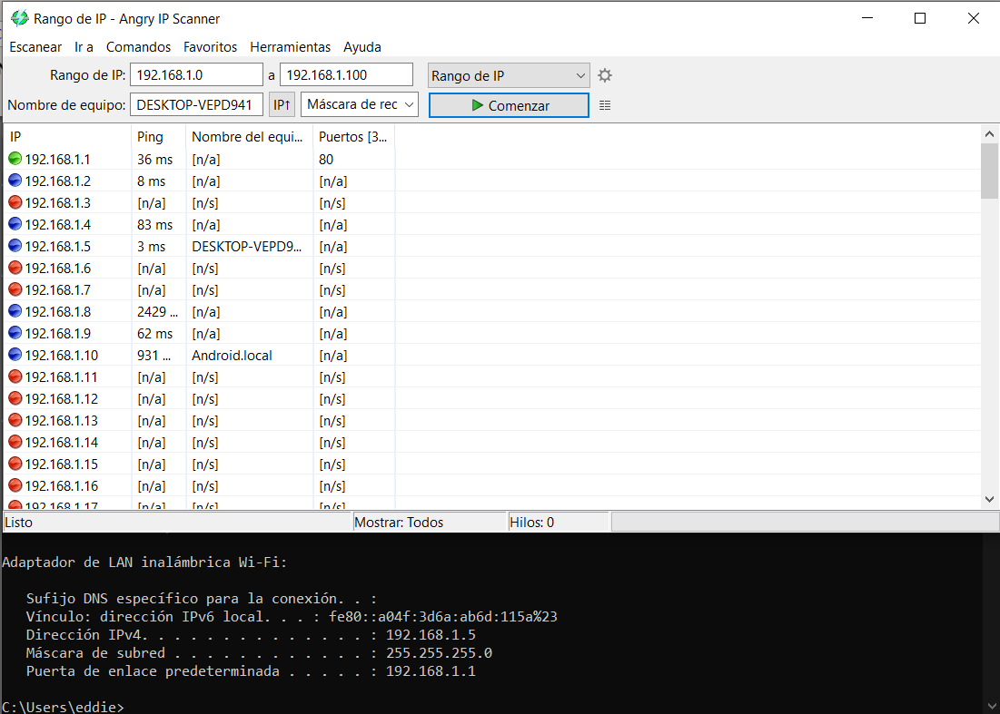 Rango de IP - Angry IP Scanner
Escanear Ir a Comandos Favoritos Herramientas Ayuda
Rango de IP: 192.168.1.0 a 192.168.1.100 Rango de IP
Nombre de equipo: DESKTOP-VEPD941 IP↑ Máscara de rec Comenzar
IP Ping Nombre del equi... Puertos [3...
192.168.1.1 36 ms [n/a] 80
192.168.1.2 8 ms [n/a] [n/a]
192.168.1.3 [n/a] [n/s] [n/s]
192.168.1.4 83 ms [n/a] [n/a]
192.168.1.5 3 ms DESKTOP-VEPD9... [n/a]
192.168.1.6 [n/a] [n/s] [n/s]
192.168.1.7 [n/a] [n/s] [n/s]
192.168.1.8 2429 ... [n/a] [n/a]
192.168.1.9 62 ms [n/a] [n/a]
192.168.1.10 931 ... Android.local [n/a]
192.168.1.11 [n/a] [n/s] [n/s]
192.168.1.12 [n/a] [n/s] [n/s]
192.168.1.13 [n/a] [n/s] [n/s]
192.168.1.14 [n/a] [n/s] [n/s]
192.168.1.15 [n/a] [n/s] [n/s]
192.168.1.16 [n/a] [n/s] [n/s]
192.168.1.17 [n/a] [n/s] [n/s]
Listo Mostrar: Todos Hilos: 0
Adaptador de LAN inalámbrica Wi-Fi:
Sufijo DNS específico para la conexión. . :
Vínculo: dirección IPv6 local. . . : fe80::a04f:3d6a:ab6d:115a%23
Dirección IPv4. . . . . . . . . . . . . . : 192.168.1.5
Máscara de subred . . . . . . . . . . . . : 255.255.255.0
Puerta de enlace predeterminada . . . . . : 192.168.1.1
C:\Users\eddie>